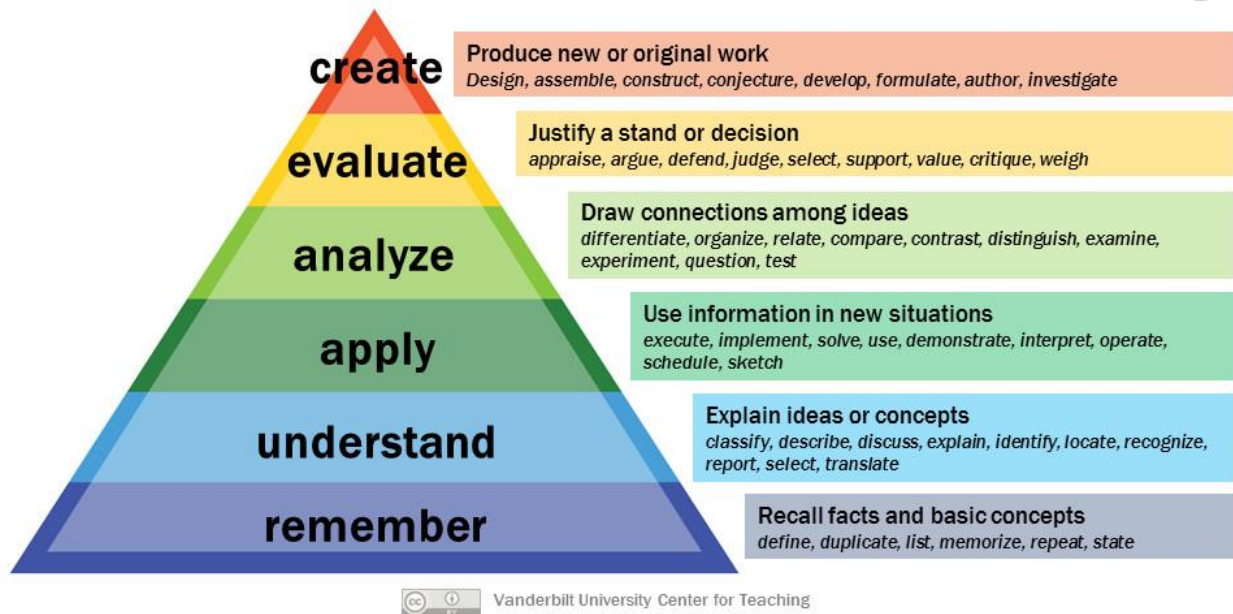 create
Produce new or original work
Design, assemble, construct, conjecture, develop, formulate, author, investigate
evaluate
Justify a stand or decision
appraise, argue, defend, judge, select, support, value, critique, weigh
analyze
Draw connections among ideas
differentiate, organize, relate, compare, contrast, distinguish, examine,
experiment, question, test
apply
Use information in new situations
execute, implement, solve, use, demonstrate, interpret, operate,
schedule, sketch
understand
Explain ideas or concepts
classify, describe, discuss, explain, identify, locate, recognize,
report, select, translate
remember
Recall facts and basic concepts
define, duplicate, list, memorize, repeat, state
cc
Vanderbilt University Center for Teaching